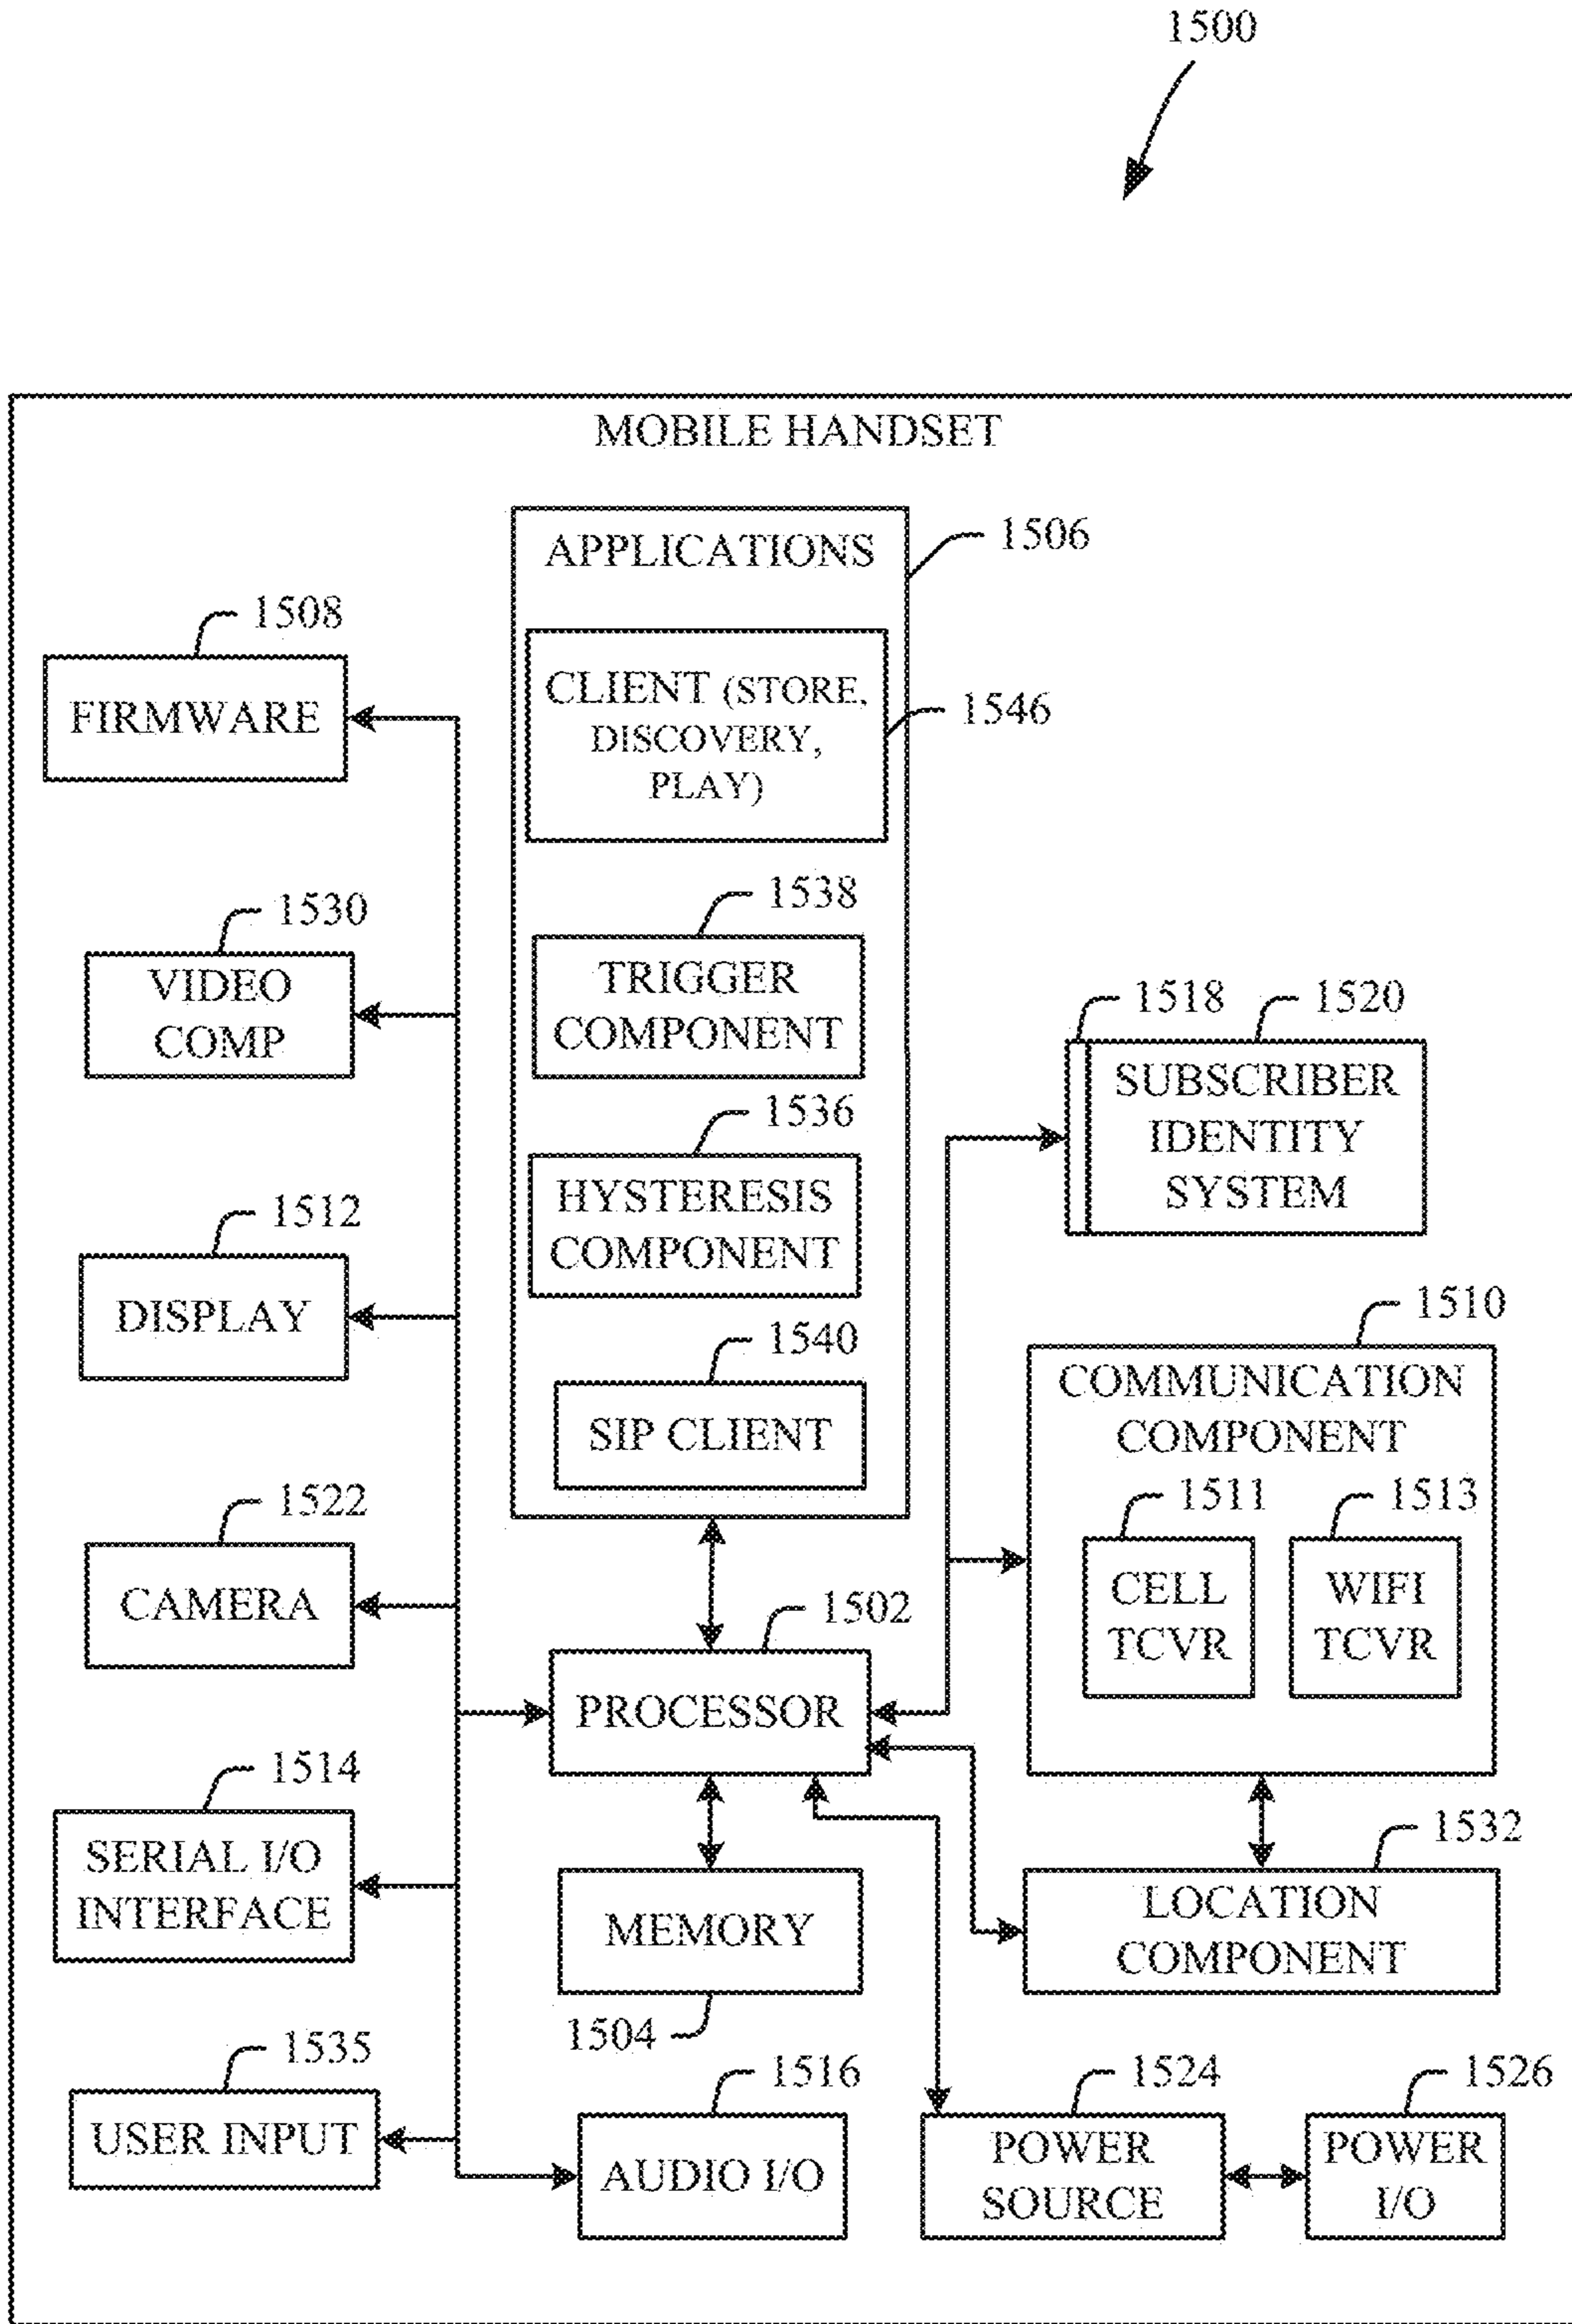 1500
MOBILE HANDSET
APPLICATIONS
1506
1508
FIRMWARE
CLIENT (STORE,
DISCOVERY,
PLAY)
1546
1530
VIDEO
COMP
1538
TRIGGER
COMPONENT
1518
1520
SUBSCRIBER
IDENTITY
SYSTEM
1536
HYSTERESIS
COMPONENT
1512
DISPLAY
1540
SIP CLIENT
1510
COMMUNICATION
COMPONENT
1511
CELL
TCVR
1513
WIFI
TCVR
1522
CAMERA
1502
PROCESSOR
1514
SERIAL I/O
INTERFACE
MEMORY
1504
1532
LOCATION
COMPONENT
1535
USER INPUT
1516
AUDIO I/O
1524
POWER
SOURCE
1526
POWER
I/O